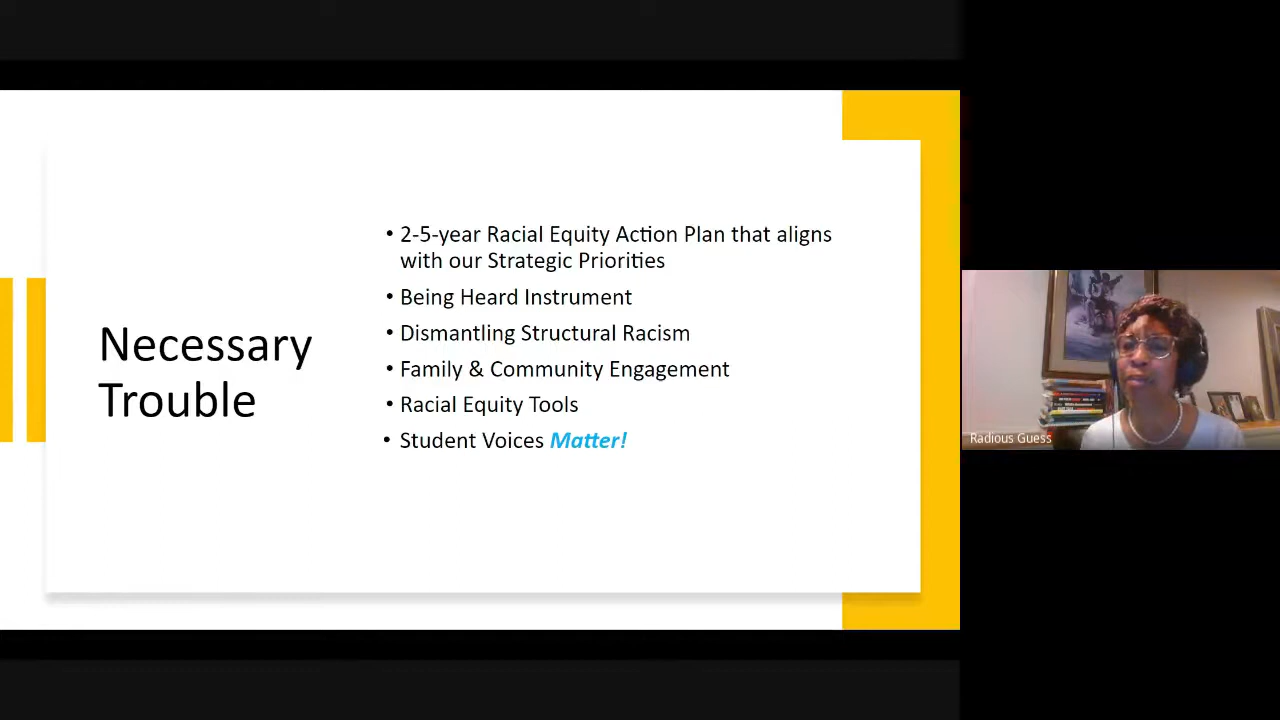 Necessary
Trouble
• 2-5-year Racial Equity Action Plan that aligns
with our Strategic Priorities
• Being Heard Instrument
• Dismantling Structural Racism
• Family & Community Engagement
• Racial Equity Tools
• Student Voices Matter!
Radious Guess